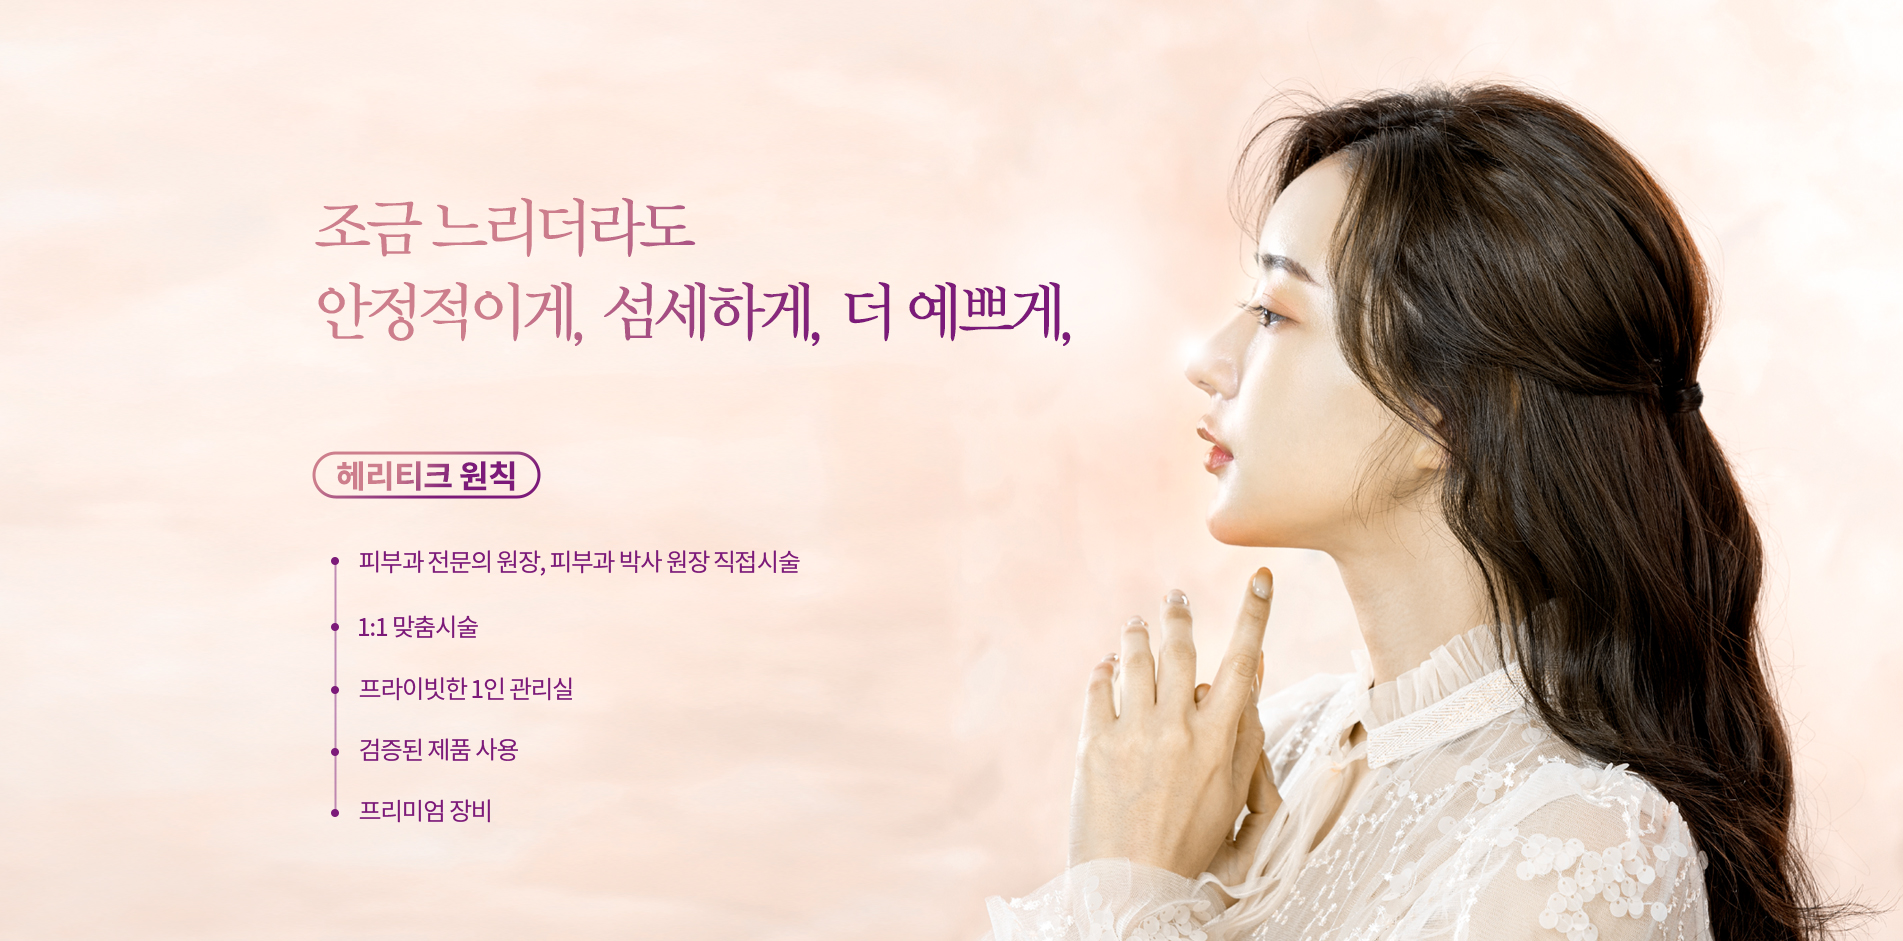 조금 느리더라도
안정적이게, 섬세하게, 더 예쁘게,
헤리티크 원칙
피부과 전문의 원장, 피부과 박사 원장 직접시술
1:1 맞춤시술
프라이빗한 1인 관리실
검증된 제품 사용
프리미엄 장비